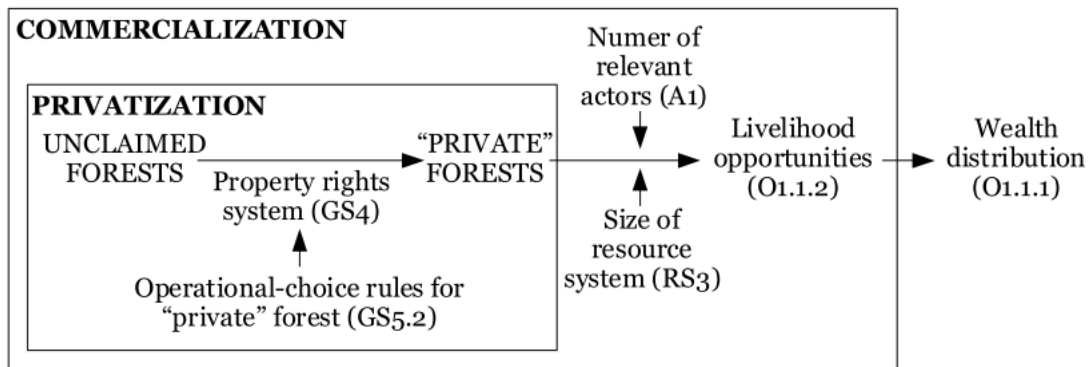 COMMERCIALIZATION
PRIVATIZATION
UNCLAIMED
FORESTS
Property rights
system (GS4)
Operational-choice rules for
“private” forest (GS5.2)
“PRIVATE”
FORESTS
Numer of
relevant
actors (A1)
Size of
resource
system (RS3)
Livelihood
opportunities
(O1.1.2)
Wealth
distribution
(O1.1.1)